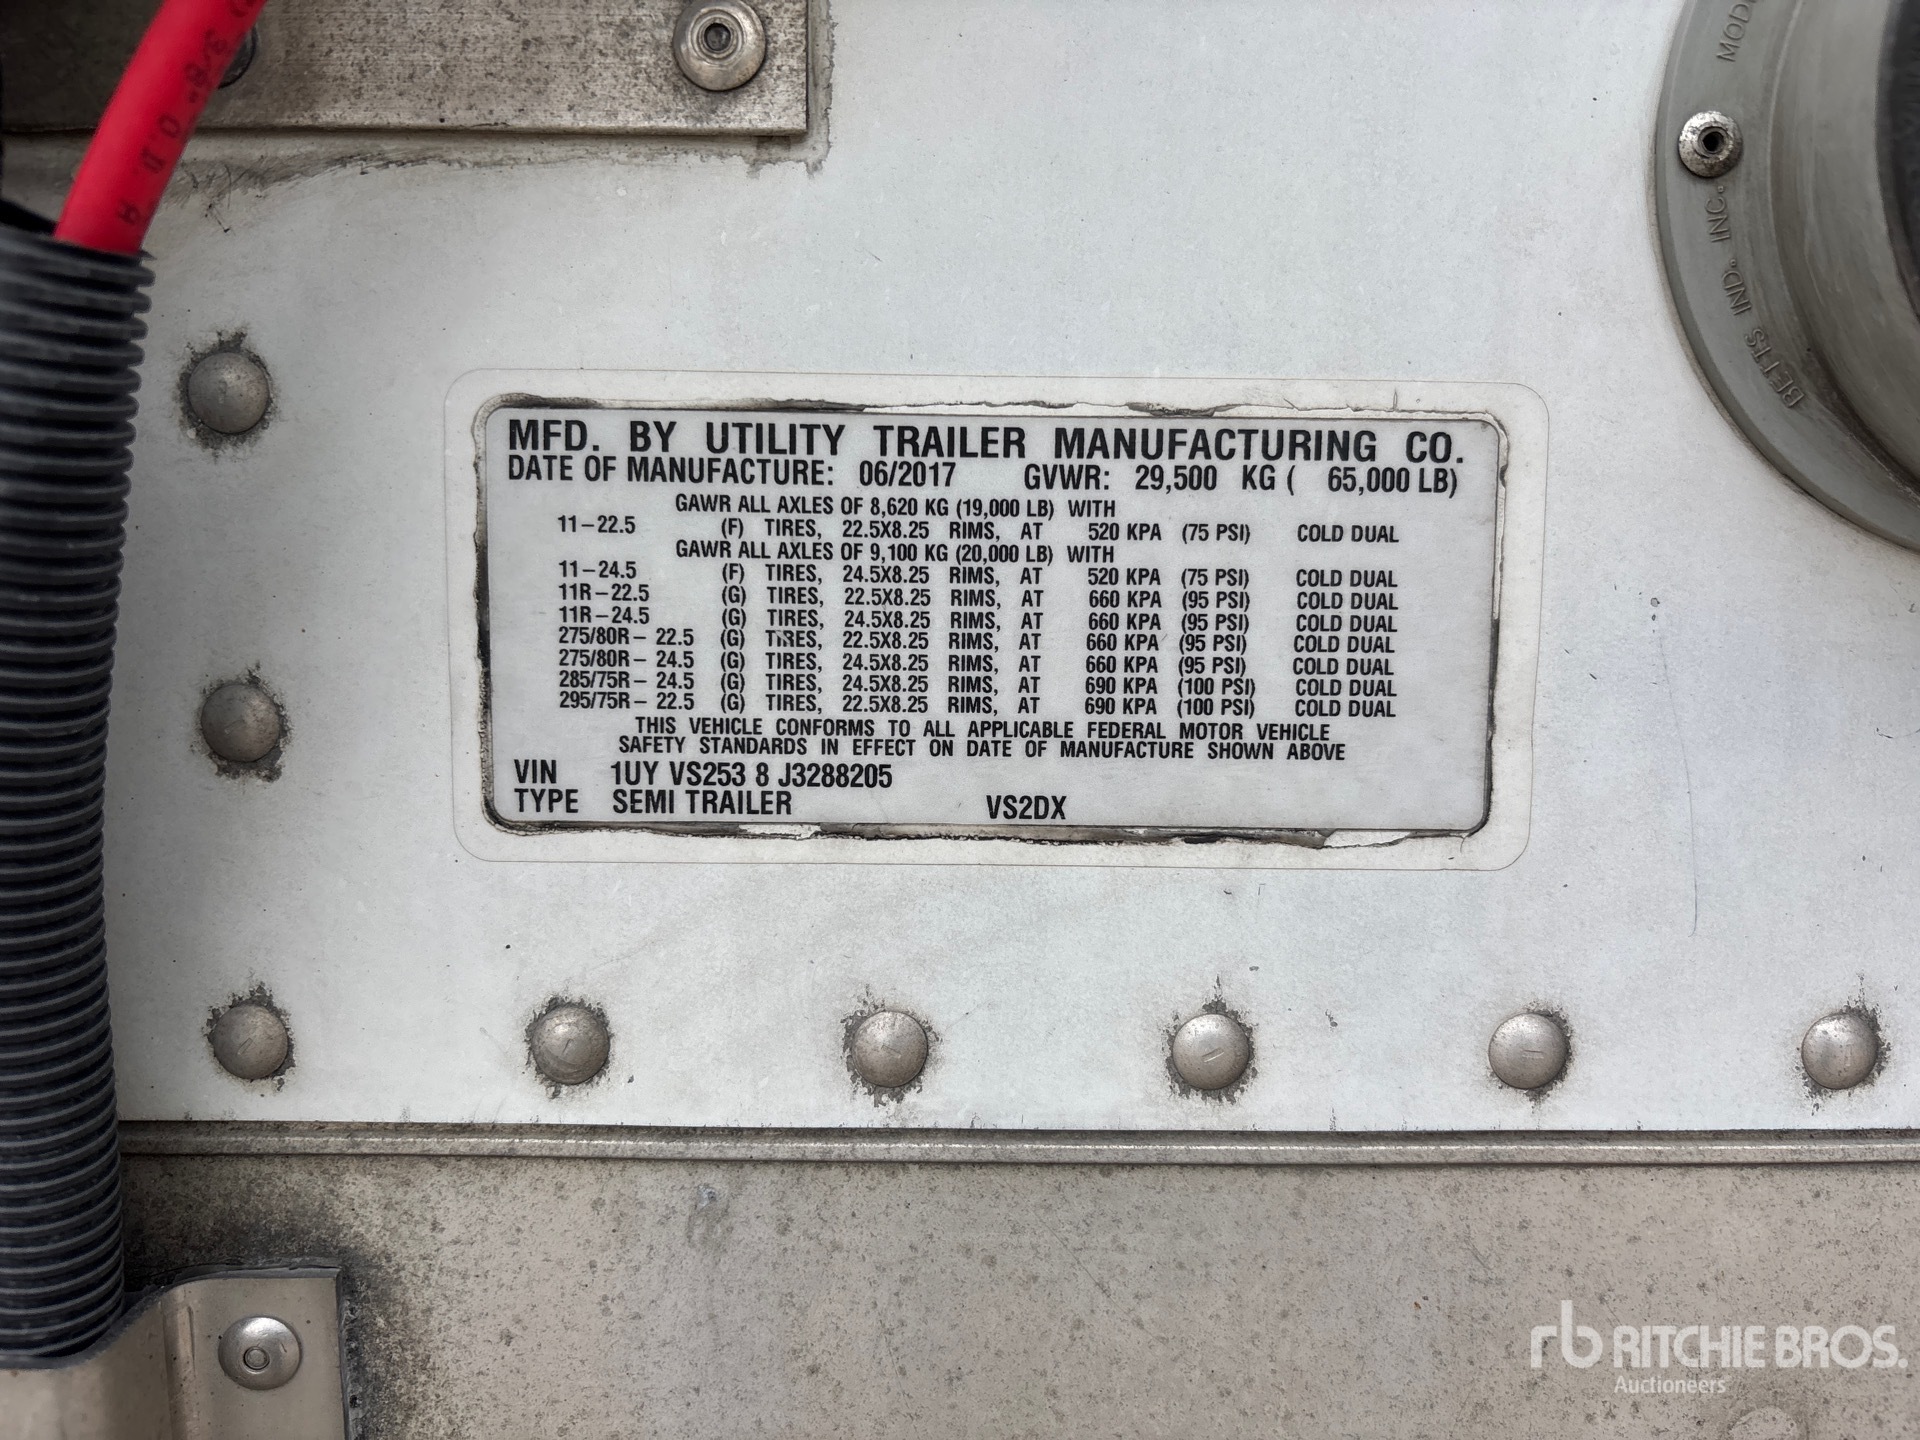 3/8" O.D. A
MODE
BETTS IND. INC.
MFD. BY UTILITY TRAILER MANUFACTURING CO.
DATE OF MANUFACTURE: 06/2017 GVWR: 29,500 KG ( 65,000 LB)
GAWR ALL AXLES OF 8,620 KG (19,000 LB) WITH
11-22.5 (F) TIRES, 22.5X8.25 RIMS, AT 520 KPA (75 PSI) COLD DUAL
GAWR ALL AXLES OF 9,100 KG (20,000 LB) WITH
11-24.5 (F) TIRES, 24.5X8.25 RIMS, AT 520 KPA (75 PSI) COLD DUAL
11R-22.5 (G) TIRES, 22.5X8.25 RIMS, AT 660 KPA (95 PSI) COLD DUAL
11R-24.5 (G) TIRES, 24.5X8.25 RIMS, AT 660 KPA (95 PSI) COLD DUAL
275/80R- 22.5 (G) TIRES, 22.5X8.25 RIMS, AT 660 KPA (95 PSI) COLD DUAL
275/80R- 24.5 (G) TIRES, 24.5X8.25 RIMS, AT 660 KPA (95 PSI) COLD DUAL
285/75R- 24.5 (G) TIRES, 24.5X8.25 RIMS, AT 690 KPA (100 PSI) COLD DUAL
295/75R- 22.5 (G) TIRES, 22.5X8.25 RIMS, AT 690 KPA (100 PSI) COLD DUAL
THIS VEHICLE CONFORMS TO ALL APPLICABLE FEDERAL MOTOR VEHICLE
SAFETY STANDARDS IN EFFECT ON DATE OF MANUFACTURE SHOWN ABOVE
VIN 1UY VS253 8 J3288205
TYPE SEMI TRAILER VS2DX
rb RITCHIE BROS.
Auctioneers